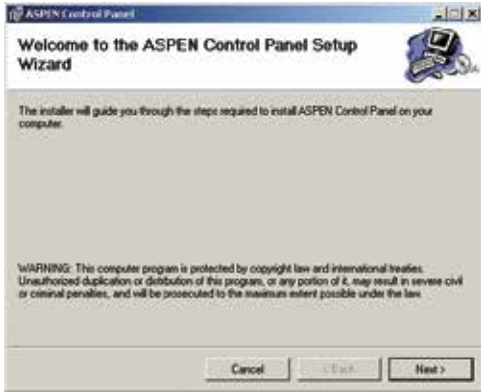 ASPEN Control Panel
Welcome to the ASPEN Control Panel Setup
Wizard
The installer will guide you through the steps required to install ASPEN Control Panel on your
computer.
WARNING: This computer program is protected by copyright law and international treaties.
Unauthorized duplication or distribution of this program, or any portion of it, may result in severe civil
or criminal penalties, and will be prosecuted to the maximum extent possible under the law.
Cancel
< Back
Next >